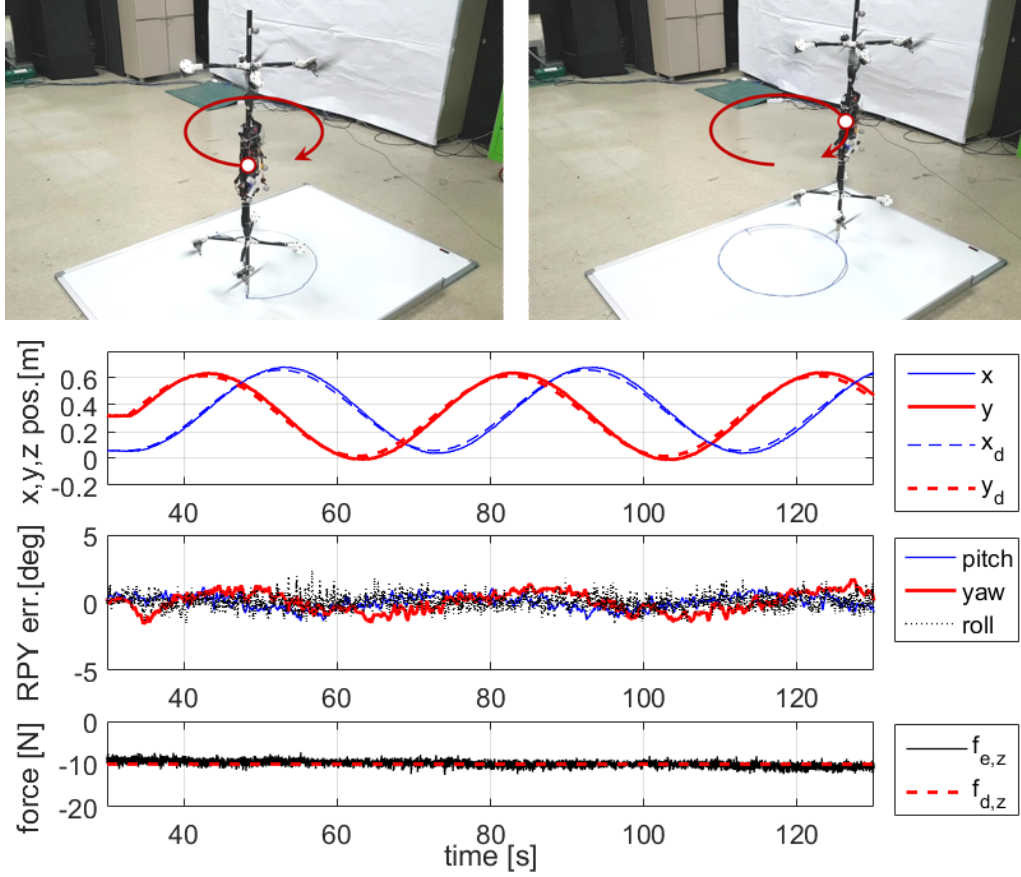 x,y,z pos.[m]
0.6
0.4
0.2
0
-0.2
40
60
80
100
120
x
y
x_d
y_d
RPY err.[deg]
5
0
-5
40
60
80
100
120
pitch
yaw
roll
force [N]
0
-10
-20
40
60
80
100
120
time [s]
f_e,z
f_d,z